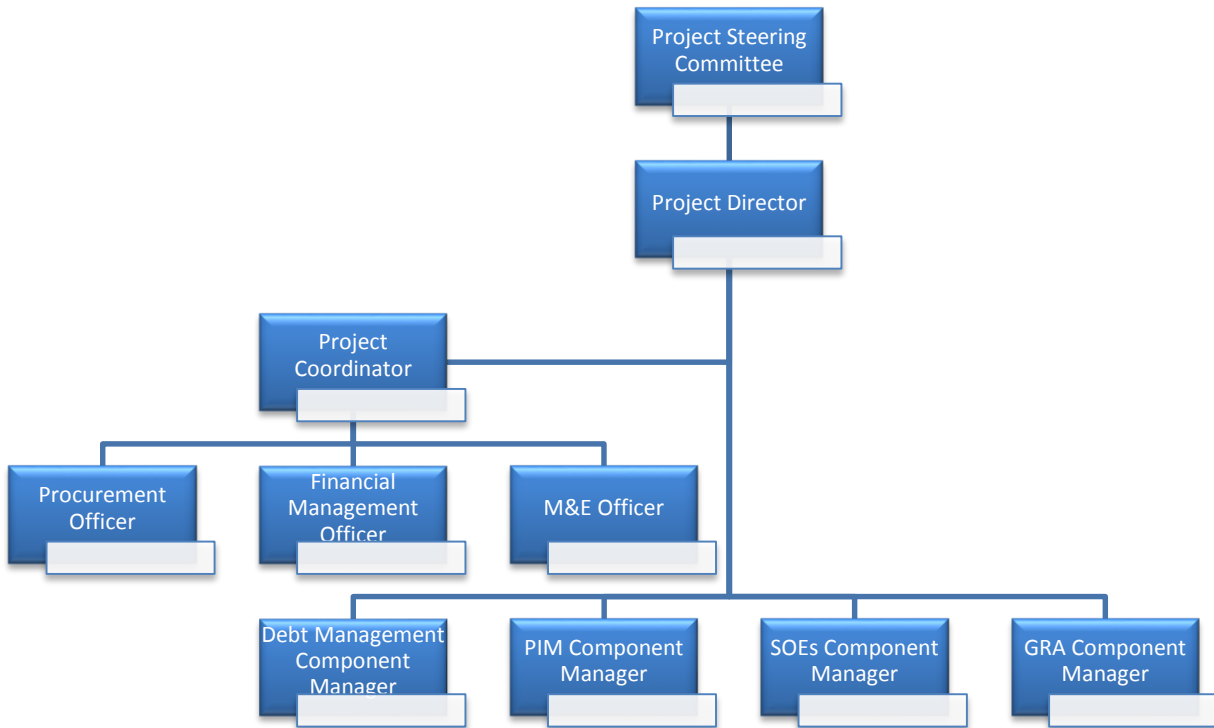 Project Steering
Committee
Project Director
Project
Coordinator
Procurement
Officer
Financial
Management
Officer
M&E Officer
Debt Management
Component
Manager
PIM Component
Manager
SOEs Component
Manager
GRA Component
Manager